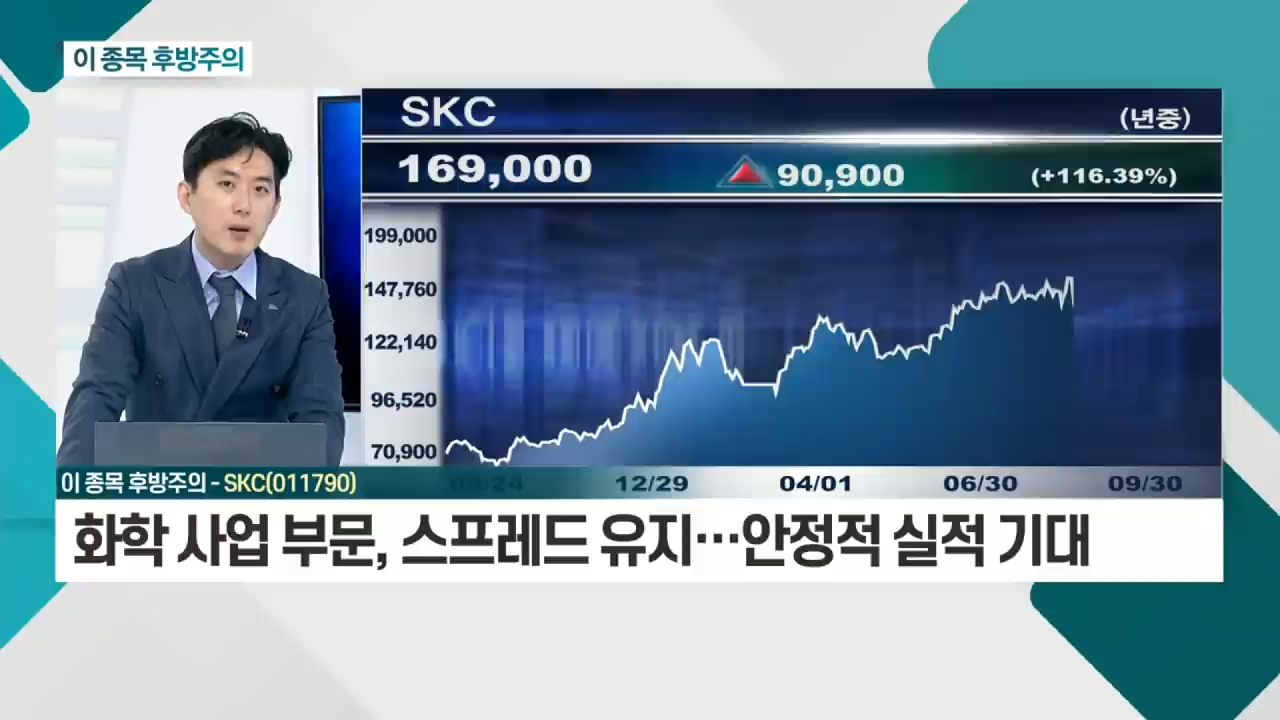 이 종목 후방주의
SKC
(년중)
169,000 90,900 (+116.39%)
199,000
147,760
122,140
96,520
70,900
12/29 04/01 06/30 09/30
이 종목 후방주의 - SKC(011790)
화학 사업 부문, 스프레드 유지…안정적 실적 기대